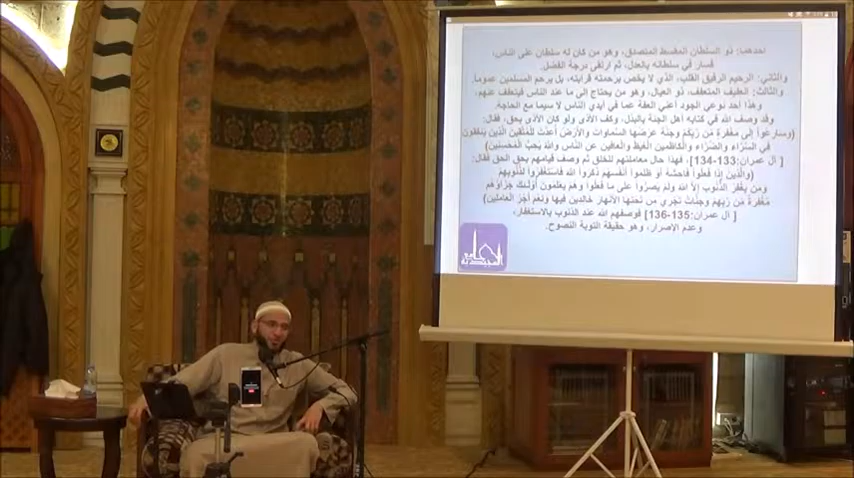 احدهما: ذو السلطان المقسط المتصدق، وهو من كان له سلطان على الناس،
فسار في سلطانه بالعدل، ثم ارتقى درجة الفضل.
والثاني: الرحيم الرقيق القلب، الذي لا يخص برحمته قرابته، بل يرحم المسلمين عموما.
والثالث: العفيف المتعفف، ذو العيال، وهو من يحتاج إلى ما عند الناس فيتعفف عنهم،
وهذا أحد نوعي الجود أعني العفة عما في أيدي الناس لا سيما مع الحاجة.
وقد وصف الله في كتابه أهل الجنة بالبذل، وكف الأذى ولو كان الأذى بحق، فقال:
(وسارعوا إلى مغفرة من ربكم وجنة عرضها السماوات والأرض أعدت للمتقين الذين ينفقون
في السراء والضراء والكاظمين الغيظ والعافين عن الناس والله يحب المحسنين)
[آل عمران:133-134]، فهذا حال معاملتهم للخلق ثم وصف قيامهم بحق الحق فقال:
(والذين إذا فعلوا فاحشة أو ظلموا أنفسهم ذكروا الله فاستغفروا لذنوبهم
ومن يغفر الذنوب إلا الله ولم يصروا على ما فعلوا وهم يعلمون أولئك جزاؤهم
مغفرة من ربهم وجنات تجري من تحتها الأنهار خالدين فيها ونعم أجر العاملين)
[آل عمران:135-136] فوصفهم الله عند الذنوب بالاستغفار،
وعدم الإصرار، وهو حقيقة التوبة النصوح.